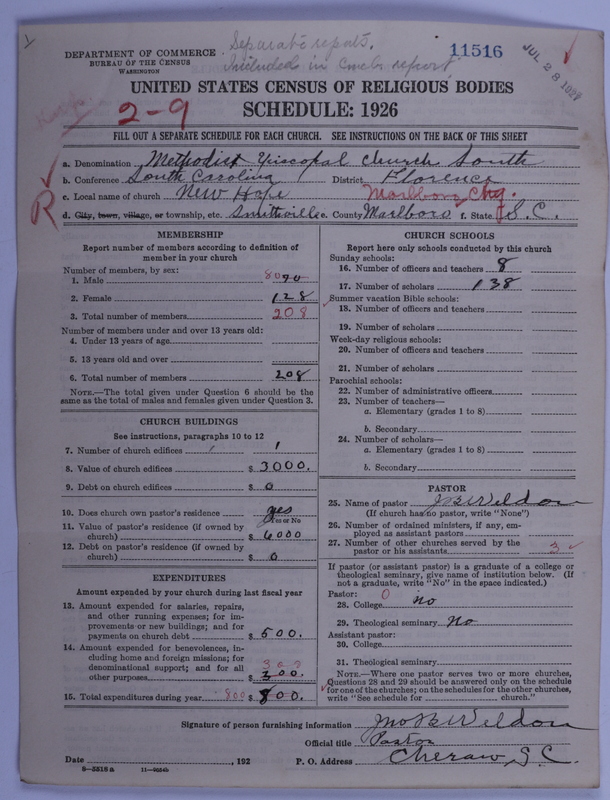 DEPARTMENT OF COMMERCE
BUREAU OF THE CENSUS
WASHINGTON
Separate repots.
Included in report
11516
JUL 28 1927
UNITED STATES CENSUS OF RELIGIOUS BODIES
SCHEDULE: 1926
2-9
FILL OUT A SEPARATE SCHEDULE FOR EACH CHURCH. SEE INSTRUCTIONS ON THE BACK OF THIS SHEET
R
a. Denomination Methodist Episcopal Church South
b. Conference South Carolina District Florence
c. Local name of church New Hope Marlboro Chg.
d. City, town, village, or township, etc. Smithville e. County Marlboro f. State S.C.
MEMBERSHIP
Report number of members according to definition of
member in your church
Number of members, by sex:
1. Male 80 90
2. Female 128
3. Total number of members 208
Number of members under and over 13 years old:
4. Under 13 years of age
5. 13 years old and over
6. Total number of members 208
NOTE.—The total given under Question 6 should be the
same as the total of males and females given under Question 3.
CHURCH BUILDINGS
See instructions, paragraphs 10 to 12
7. Number of church edifices 1
8. Value of church edifices $ 3000.
9. Debt on church edifices $ 0
10. Does church own pastor's residence yes
Yes or No
11. Value of pastor's residence (if owned by
church) $ 6000
12. Debt on pastor's residence (if owned by
church) $ 0
EXPENDITURES
Amount expended by your church during last fiscal year
13. Amount expended for salaries, repairs,
and other running expenses; for im-
provements or new buildings; and for
payments on church debt $ 500.
14. Amount expended for benevolences, in-
cluding home and foreign missions; for
denominational support; and for all
other purposes 300 $ 300.
15. Total expenditures during year 800 $ 800.
CHURCH SCHOOLS
Report here only schools conducted by this church
Sunday schools:
16. Number of officers and teachers 8
17. Number of scholars 138
Summer vacation Bible schools:
18. Number of officers and teachers
19. Number of scholars
Week-day religious schools:
20. Number of officers and teachers
21. Number of scholars
Parochial schools:
22. Number of administrative officers
23. Number of teachers—
a. Elementary (grades 1 to 8)
b. Secondary
24. Number of scholars—
a. Elementary (grades 1 to 8)
b. Secondary
PASTOR
25. Name of pastor J B Weldon
(If church has no pastor, write "None")
26. Number of ordained ministers, if any, em-
ployed as assistant pastors
27. Number of other churches served by the
pastor or his assistants 3
If pastor (or assistant pastor) is a graduate of a college or
theological seminary, give name of institution below. (If
not a graduate, write "No" in the space indicated.)
Pastor: 0
28. College no
29. Theological seminary No
Assistant pastor:
30. College
31. Theological seminary
NOTE.—Where one pastor serves two or more churches,
Questions 28 and 29 should be answered only on the schedule
for one of the churches; on the schedules for the other churches,
write "See schedule for church."
Signature of person furnishing information Jno B Weldon
Official title Pastor
Date , 192 P. O. Address Cheraw, S.C.
8—5518 a 11—9554b